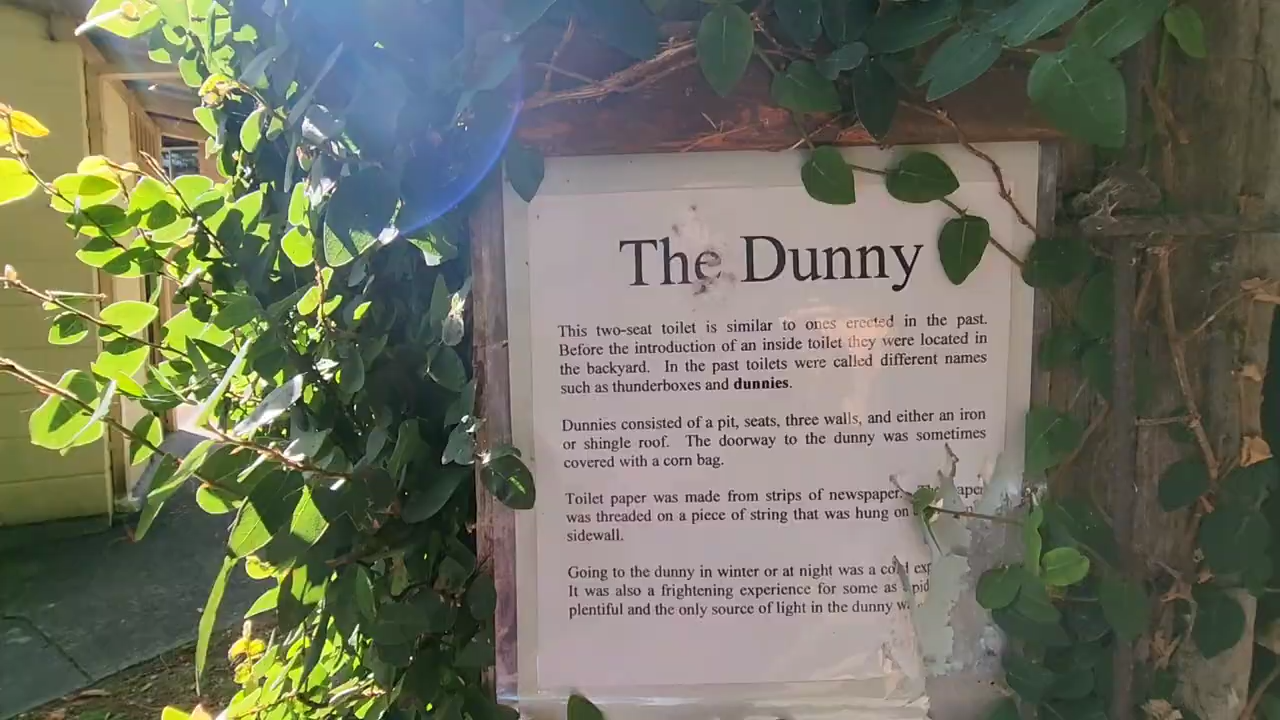 The Dunny
This two-seat toilet is similar to ones erected in the past.
Before the introduction of an inside toilet they were located in
the backyard. In the past toilets were called different names
such as thunderboxes and dunnies.
Dunnies consisted of a pit, seats, three walls, and either an iron
or shingle roof. The doorway to the dunny was sometimes
covered with a corn bag.
Toilet paper was made from strips of newspaper.
was threaded on a piece of string that was hung on
sidewall.
Going to the dunny in winter or at night was a cold
It was also a frightening experience for some as
plentiful and the only source of light in the dunny